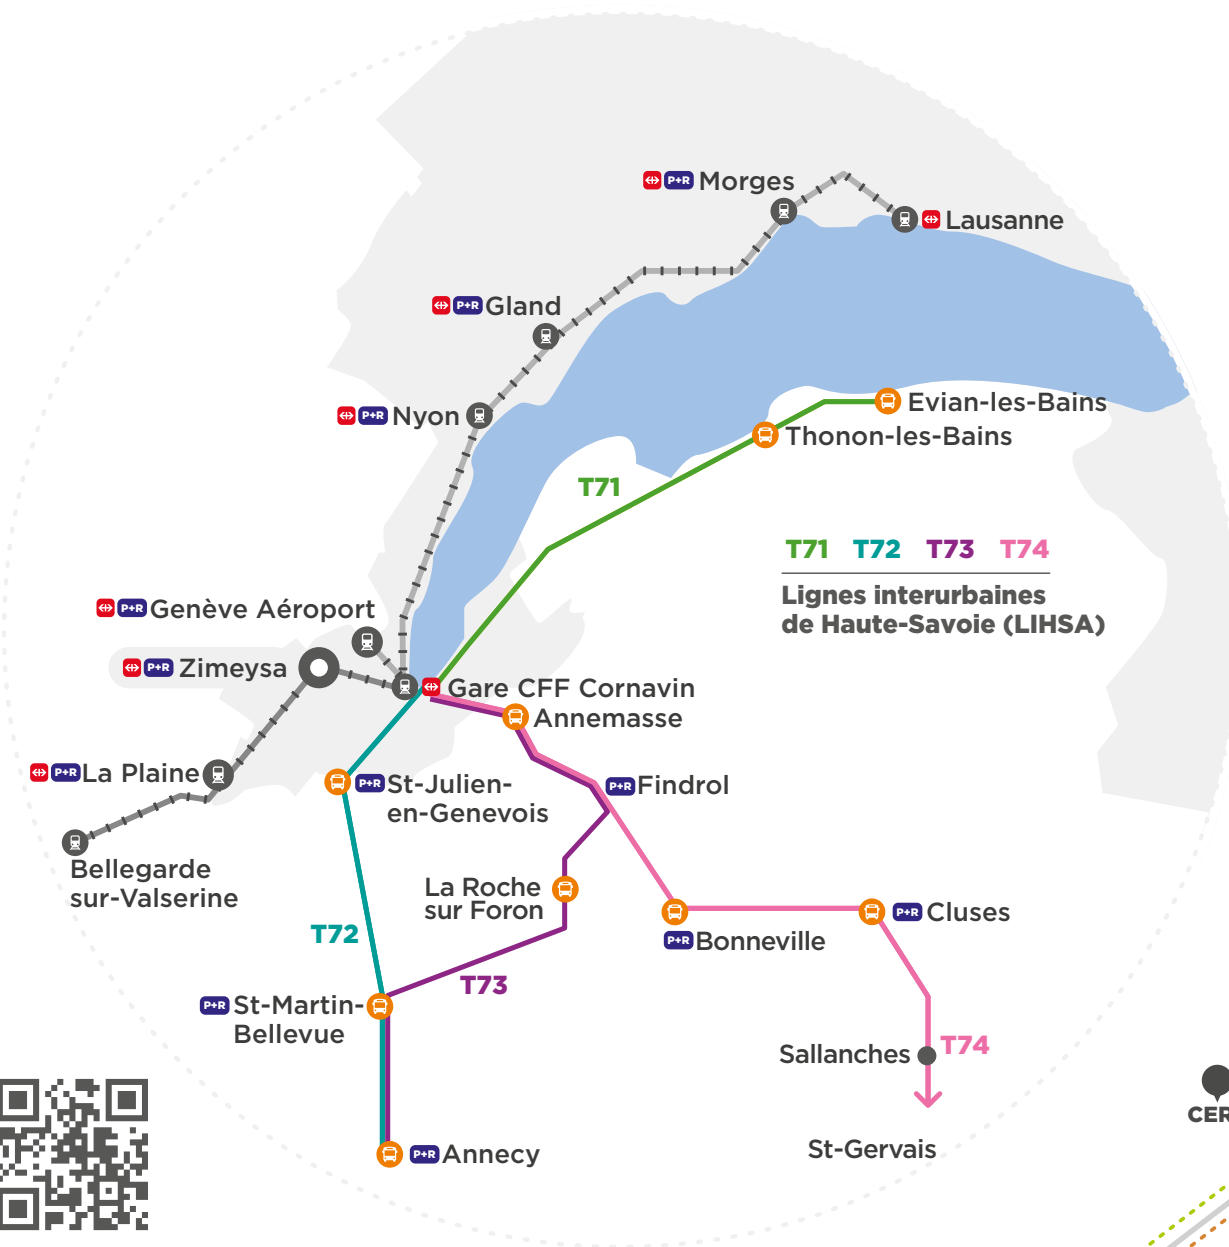 P+R Morges
Lausanne
P+R Gland
P+R Nyon
Evian-les-Bains
Thonon-les-Bains
T71
T71 T72 T73 T74
Lignes interurbaines
de Haute-Savoie (LIHSA)
P+R Genève Aéroport
P+R Zimeysa
Gare CFF Cornavin
Annemasse
P+R La Plaine
P+R St-Julien-
en-Genevois
P+R Findrol
Bellegarde
sur-Valserine
La Roche
sur Foron
P+R Cluses
P+R Bonneville
T72
T73
P+R St-Martin-
Bellevue
T74
Sallanches
CER
St-Gervais
P+R Annecy